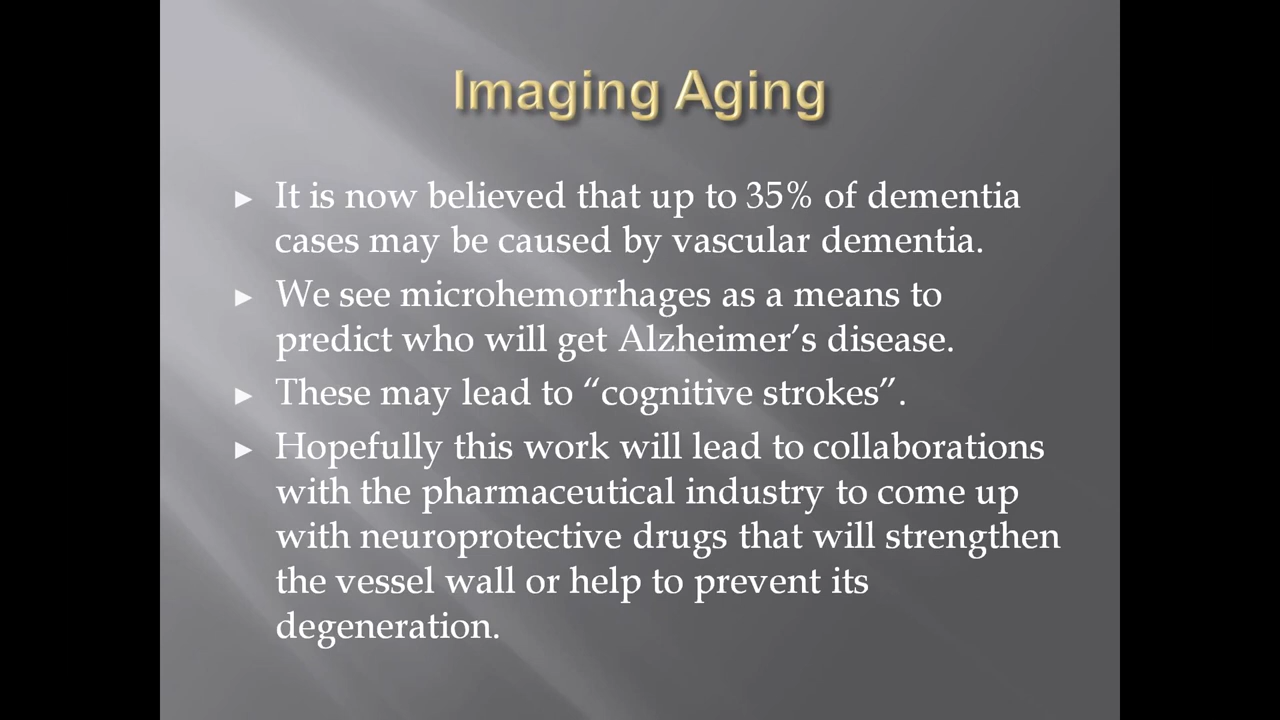 Imaging Aging
► It is now believed that up to 35% of dementia
cases may be caused by vascular dementia.
► We see microhemorrhages as a means to
predict who will get Alzheimer’s disease.
► These may lead to “cognitive strokes”.
► Hopefully this work will lead to collaborations
with the pharmaceutical industry to come up
with neuroprotective drugs that will strengthen
the vessel wall or help to prevent its
degeneration.